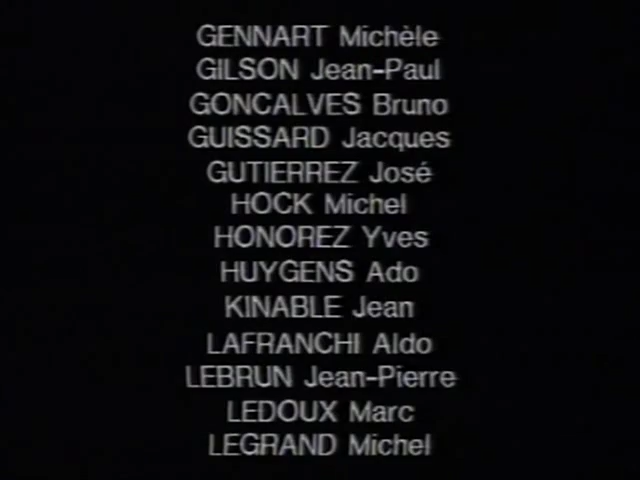 GENNART Michèle
GILSON Jean-Paul
GONCALVES Bruno
GUISSARD Jacques
GUTIERREZ José
HOCK Michel
HONOREZ Yves
HUYGENS Ado
KINABLE Jean
LAFRANCHI Aldo
LEBRUN Jean-Pierre
LEDOUX Marc
LEGRAND Michel